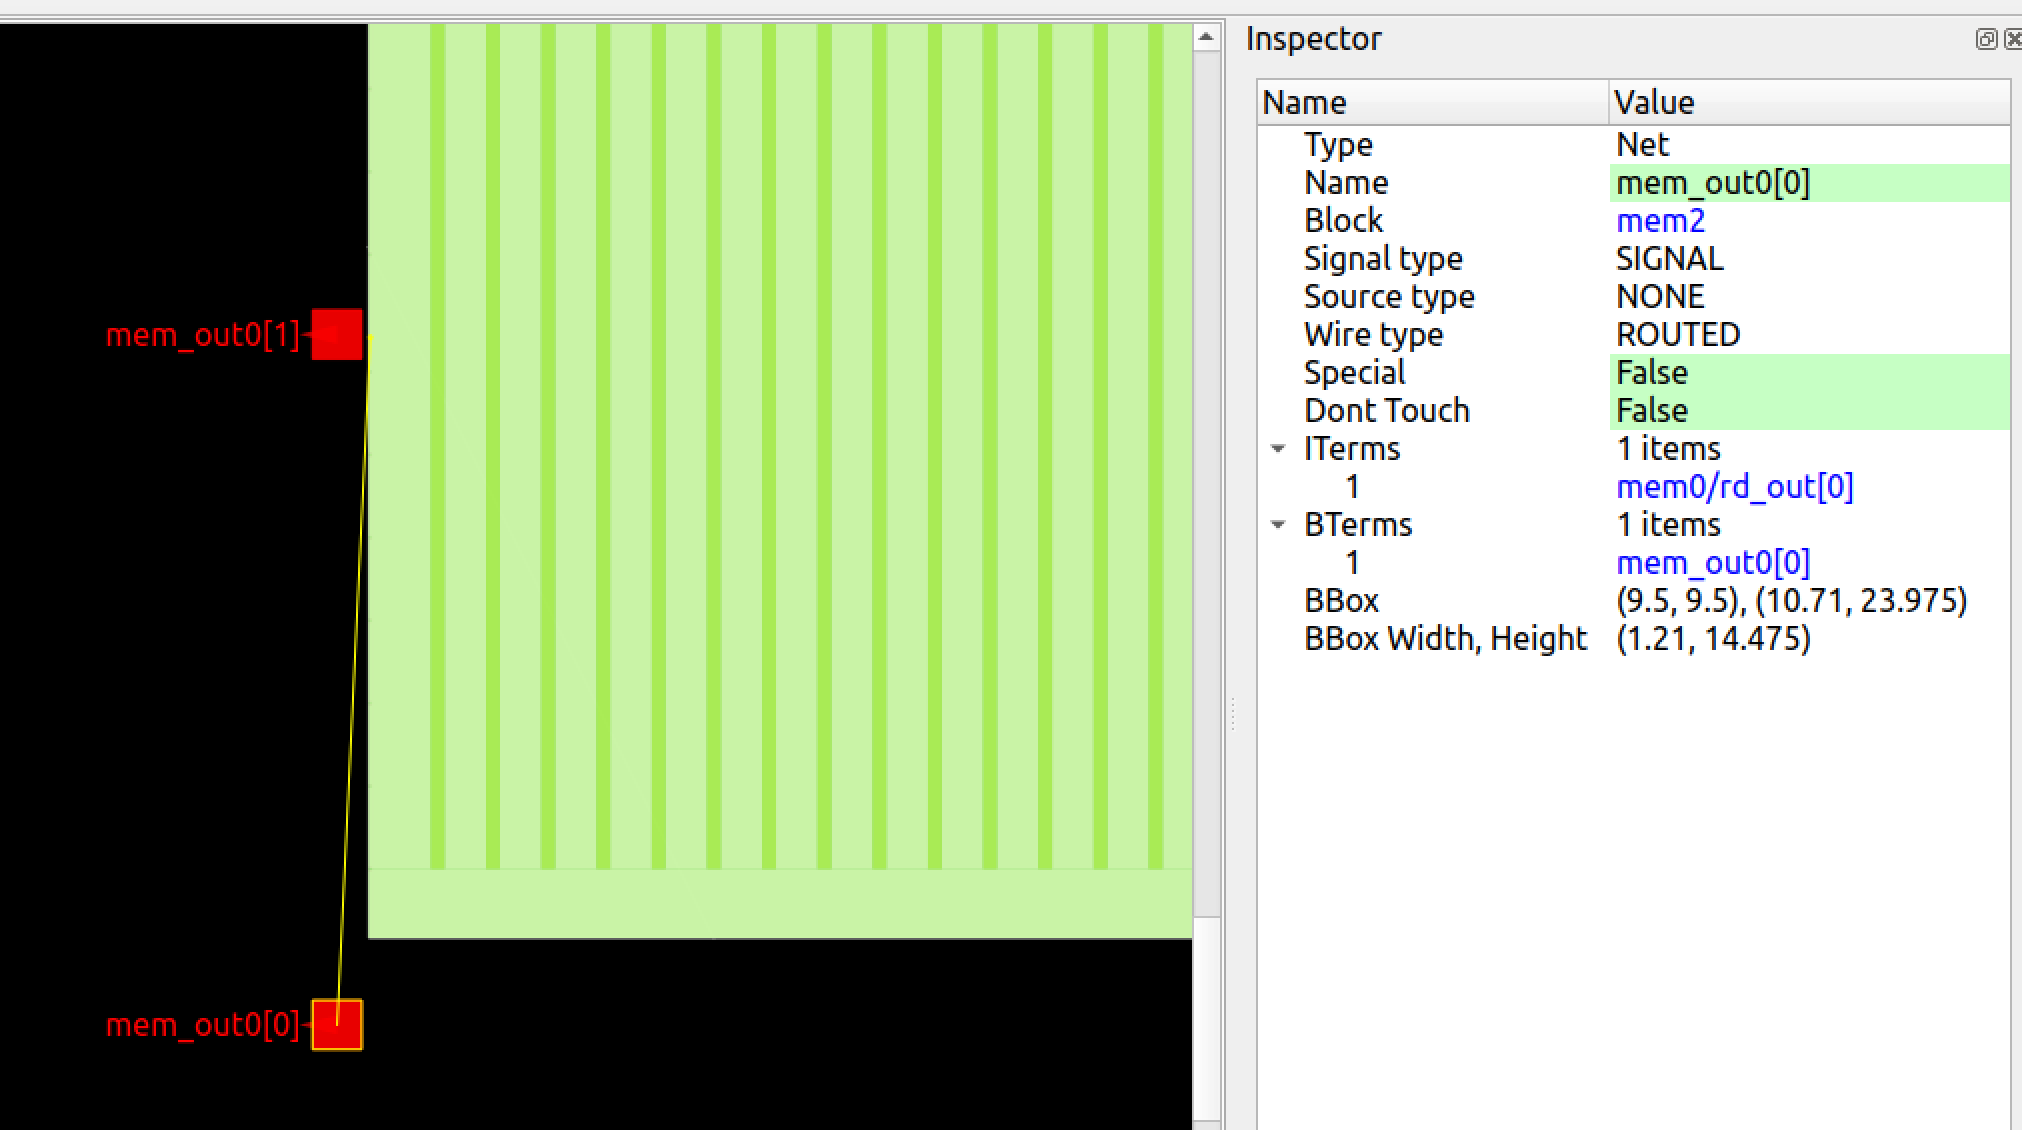 mem_out0[1]
mem_out0[0]
Inspector
Name Value
Type Net
Name mem_out0[0]
Block mem2
Signal type SIGNAL
Source type NONE
Wire type ROUTED
Special False
Dont Touch False
ITerms 1 items
1 mem0/rd_out[0]
BTerms 1 items
1 mem_out0[0]
BBox (9.5, 9.5), (10.71, 23.975)
BBox Width, Height (1.21, 14.475)